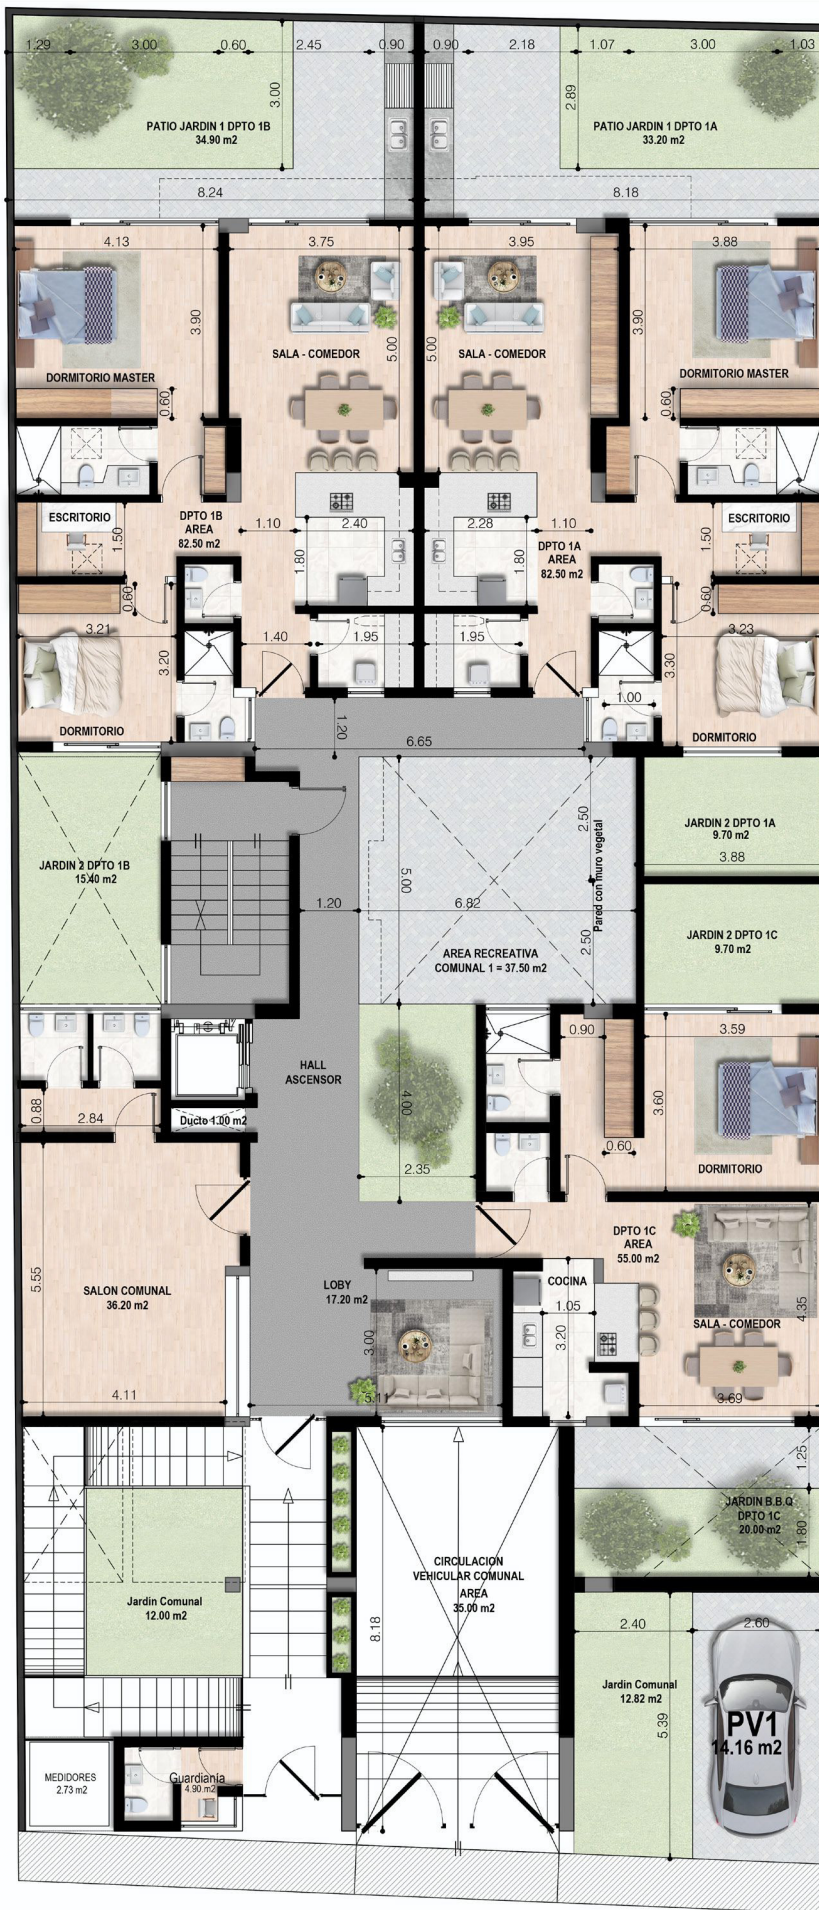 1.29
3.00
0.60
2.45
0.90
0.90
2.18
1.07
3.00
1.03
3.00
2.89
PATIO JARDIN 1 DPTO 1B
34.90 m2
PATIO JARDIN 1 DPTO 1A
33.20 m2
8.24
8.18
4.13
3.75
3.95
3.88
3.90
5.00
5.00
3.90
SALA - COMEDOR
SALA - COMEDOR
DORMITORIO MASTER
DORMITORIO MASTER
0.60
0.60
ESCRITORIO
1.50
DPTO 1B
AREA
82.50 m2
1.10
2.40
1.80
2.28
1.10
1.80
DPTO 1A
AREA
82.50 m2
1.50
ESCRITORIO
0.60
0.60
3.21
3.20
1.40
1.95
1.95
3.30
3.23
1.00
DORMITORIO
DORMITORIO
1.20
6.65
JARDIN 2 DPTO 1B
15.40 m2
5.00
2.50
Pared con muro vegetal
2.50
1.20
6.82
AREA RECREATIVA
COMUNAL 1 = 37.50 m2
JARDIN 2 DPTO 1A
9.70 m2
3.88
JARDIN 2 DPTO 1C
9.70 m2
0.90
3.59
3.60
0.60
DORMITORIO
HALL
ASCENSOR
4.00
2.35
0.88
2.84
Ducto 1.00 m2
5.55
SALON COMUNAL
36.20 m2
4.11
LOBY
17.20 m2
3.00
5.11
DPTO 1C
AREA
55.00 m2
COCINA
1.05
3.20
SALA - COMEDOR
4.35
3.69
1.25
JARDIN B.B.Q
DPTO 1C
20.00 m2
1.80
CIRCULACION
VEHICULAR COMUNAL
AREA
35.00 m2
8.18
Jardin Comunal
12.00 m2
2.40
2.60
Jardin Comunal
12.82 m2
5.39
PV1
14.16 m2
MEDIDORES
2.73 m2
Guardiania
4.90 m2